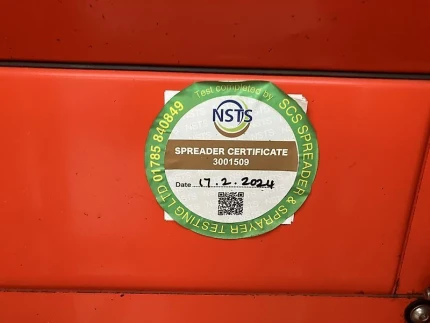 Test completed by
SCS SPREADER & SPRAYER TESTING LTD 01785 840849
NSTS
SPREADER CERTIFICATE
3001509
Date 17.2.2024